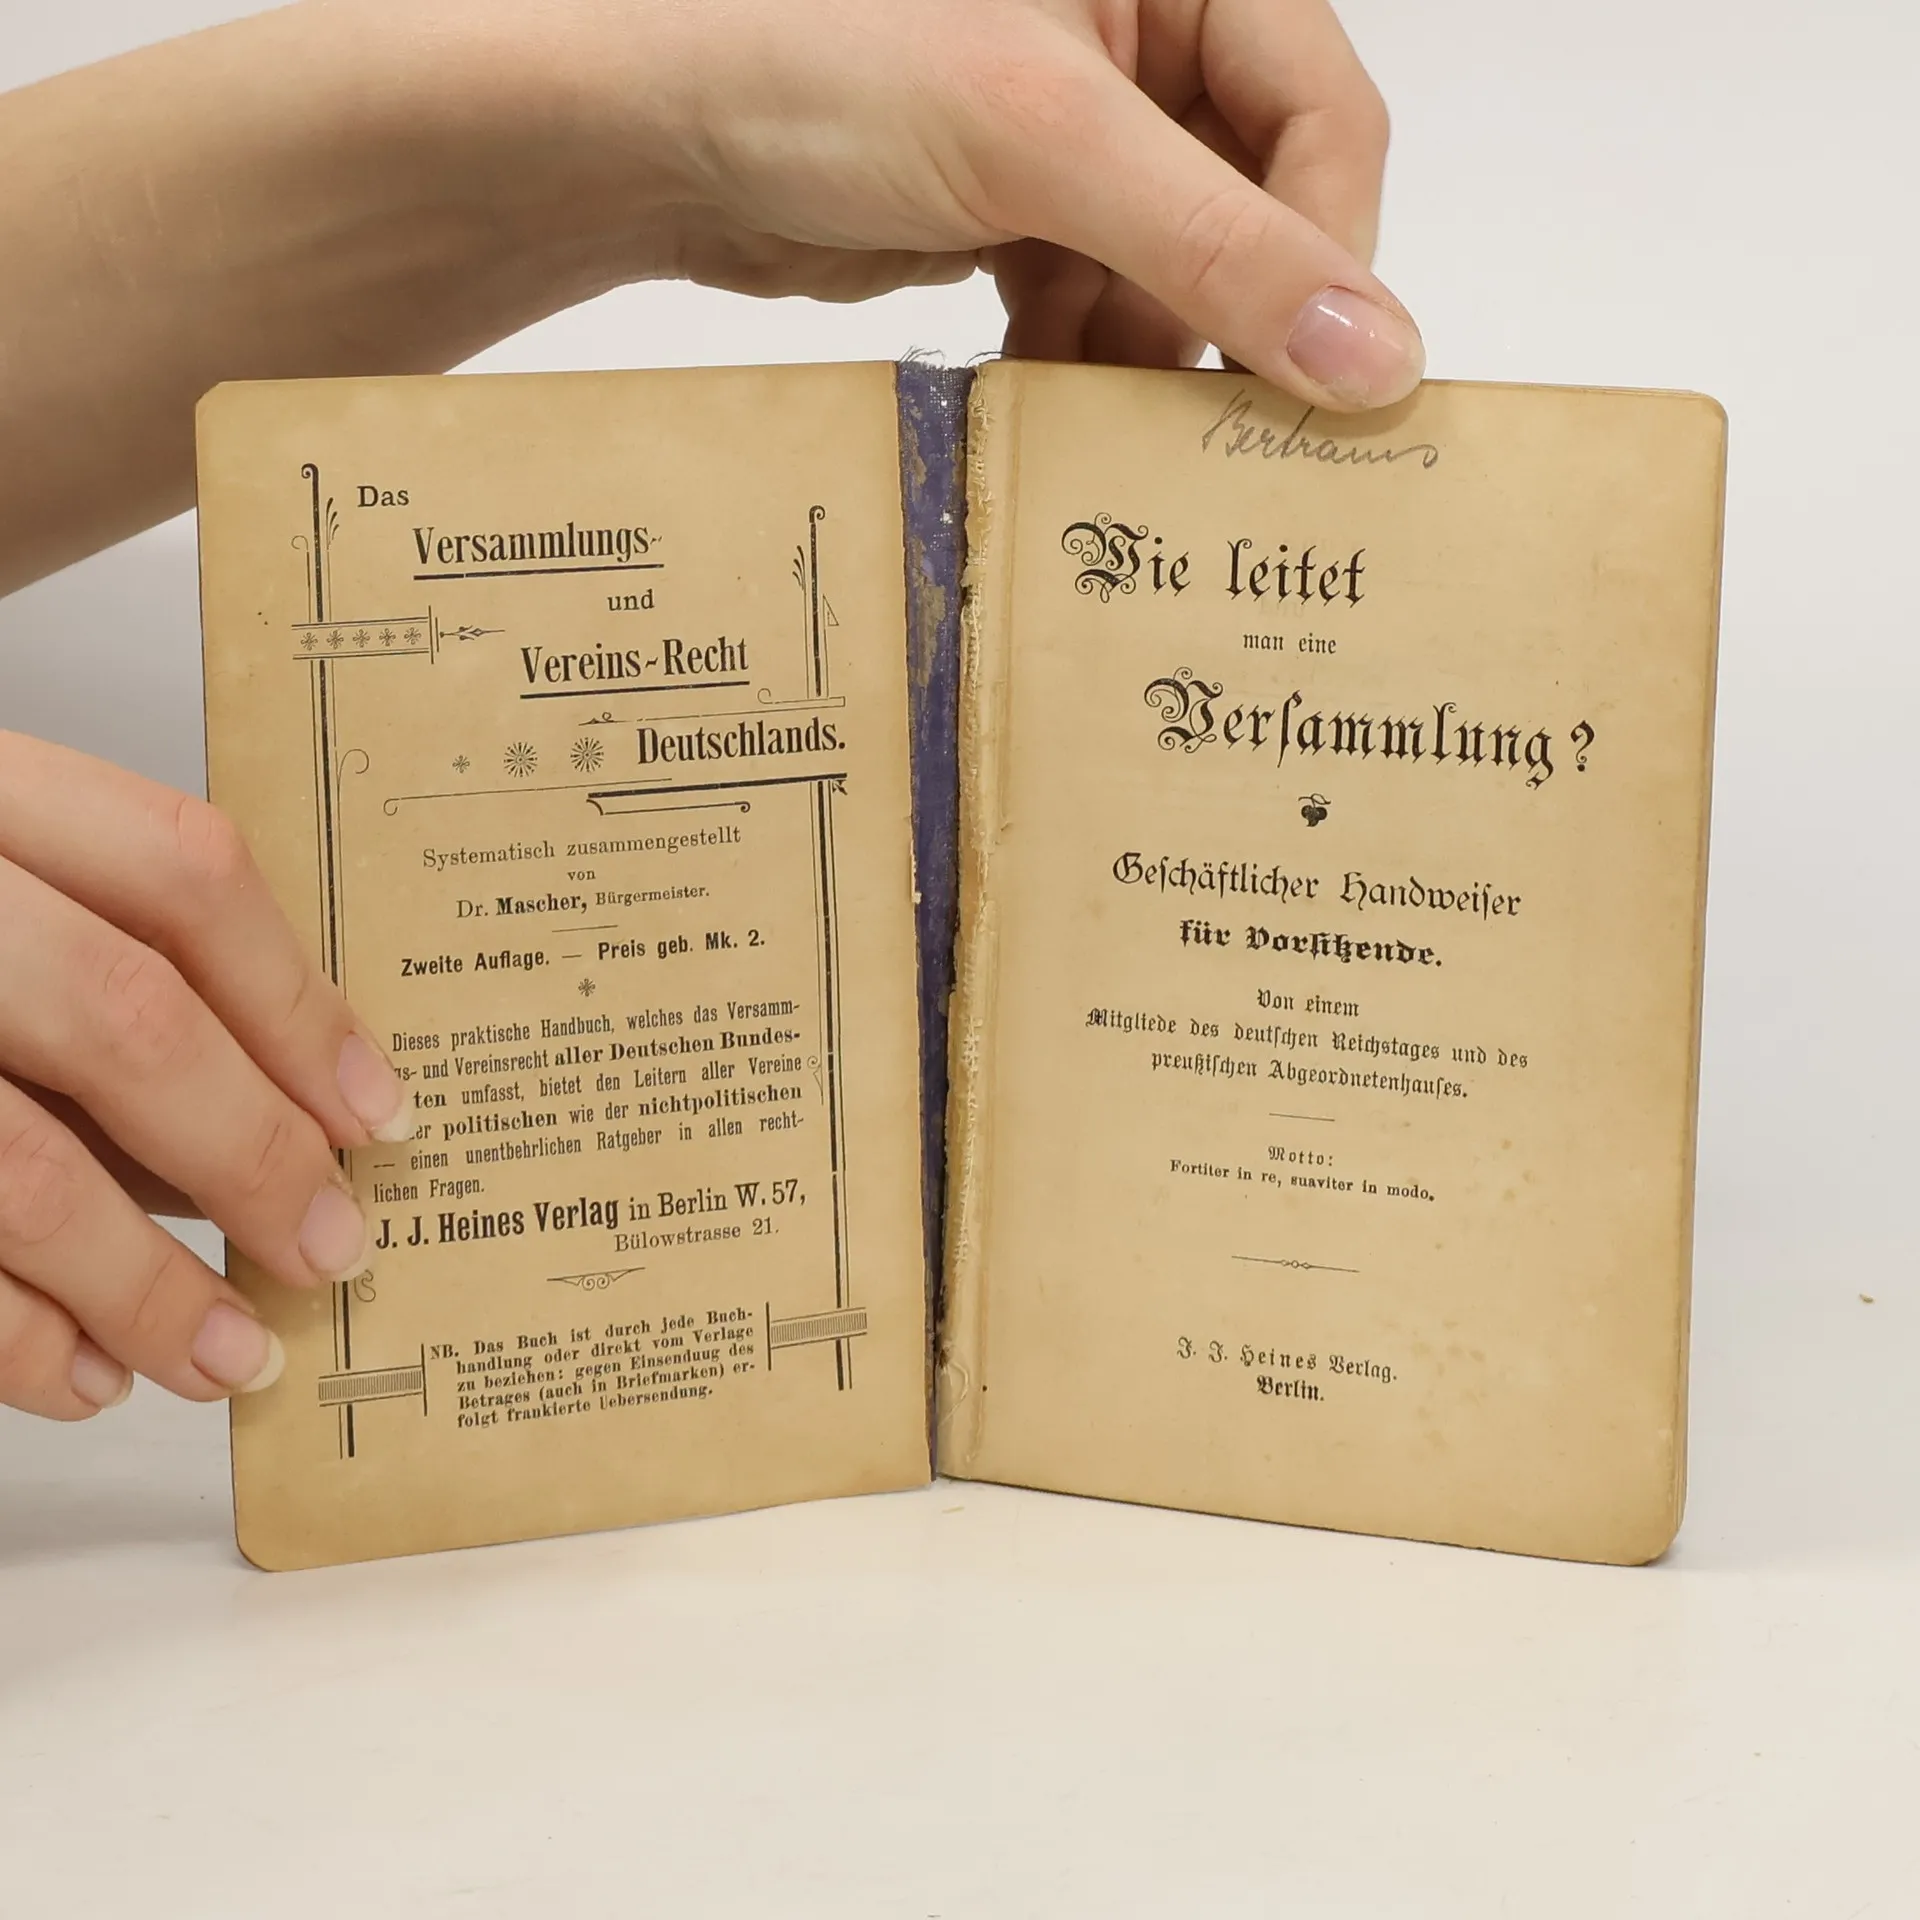 Das
Versammlungs-
und
Vereins-Recht
Deutschlands.
Systematisch zusammengestellt
von
Dr. Mascher, Bürgermeister.
Zweite Auflage. — Preis geb. Mk. 2.
Dieses praktische Handbuch, welches das Versamm-
gs- und Vereinsrecht aller Deutschen Bundes-
ten umfasst, bietet den Leitern aller Vereine
er politischen wie der nichtpolitischen
— einen unentbehrlichen Ratgeber in allen recht-
lichen Fragen.
J. J. Heines Verlag in Berlin W. 57,
Bülowstrasse 21.
NB. Das Buch ist durch jede Buch-
handlung oder direkt vom Verlage
zu beziehen: gegen Einsenduug des
Betrages (auch in Briefmarken) er-
folgt frankierte Uebersendung.
Bertrams
Wie leitet
man eine
Verſammlung?
Geſchäftlicher Handweiſer
für Vorſitzende.
Von einem
Mitgliede des deutſchen Reichstages und des
preußiſchen Abgeordnetenhauſes.
Motto:
Fortiter in re, suaviter in modo.
J. J. Heines Verlag.
Berlin.